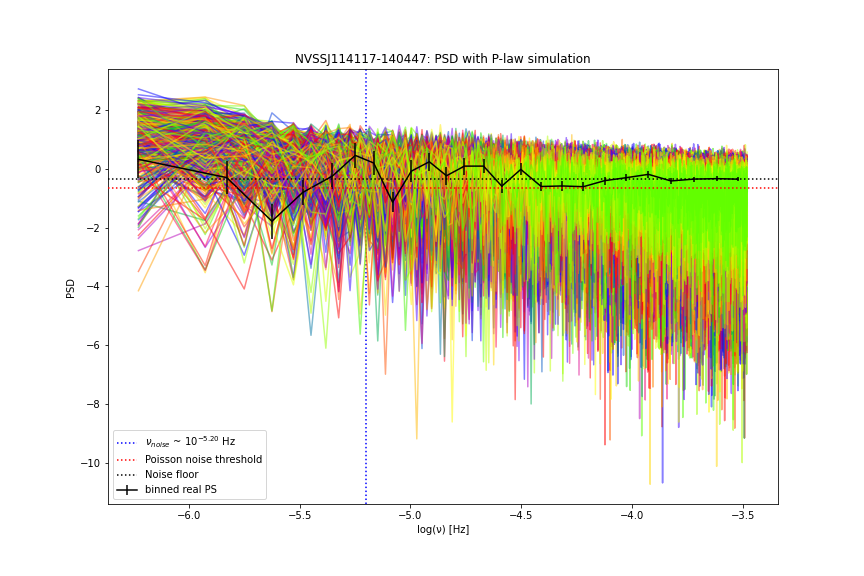 NVSSJ114117-140447: PSD with P-law simulation
2
0
−2
−4
−6
−8
−10
PSD
ν_noise ~ 10^−5.20 Hz
Poisson noise threshold
Noise floor
binned real PS
−6.0 −5.5 −5.0 −4.5 −4.0 −3.5
log(ν) [Hz]